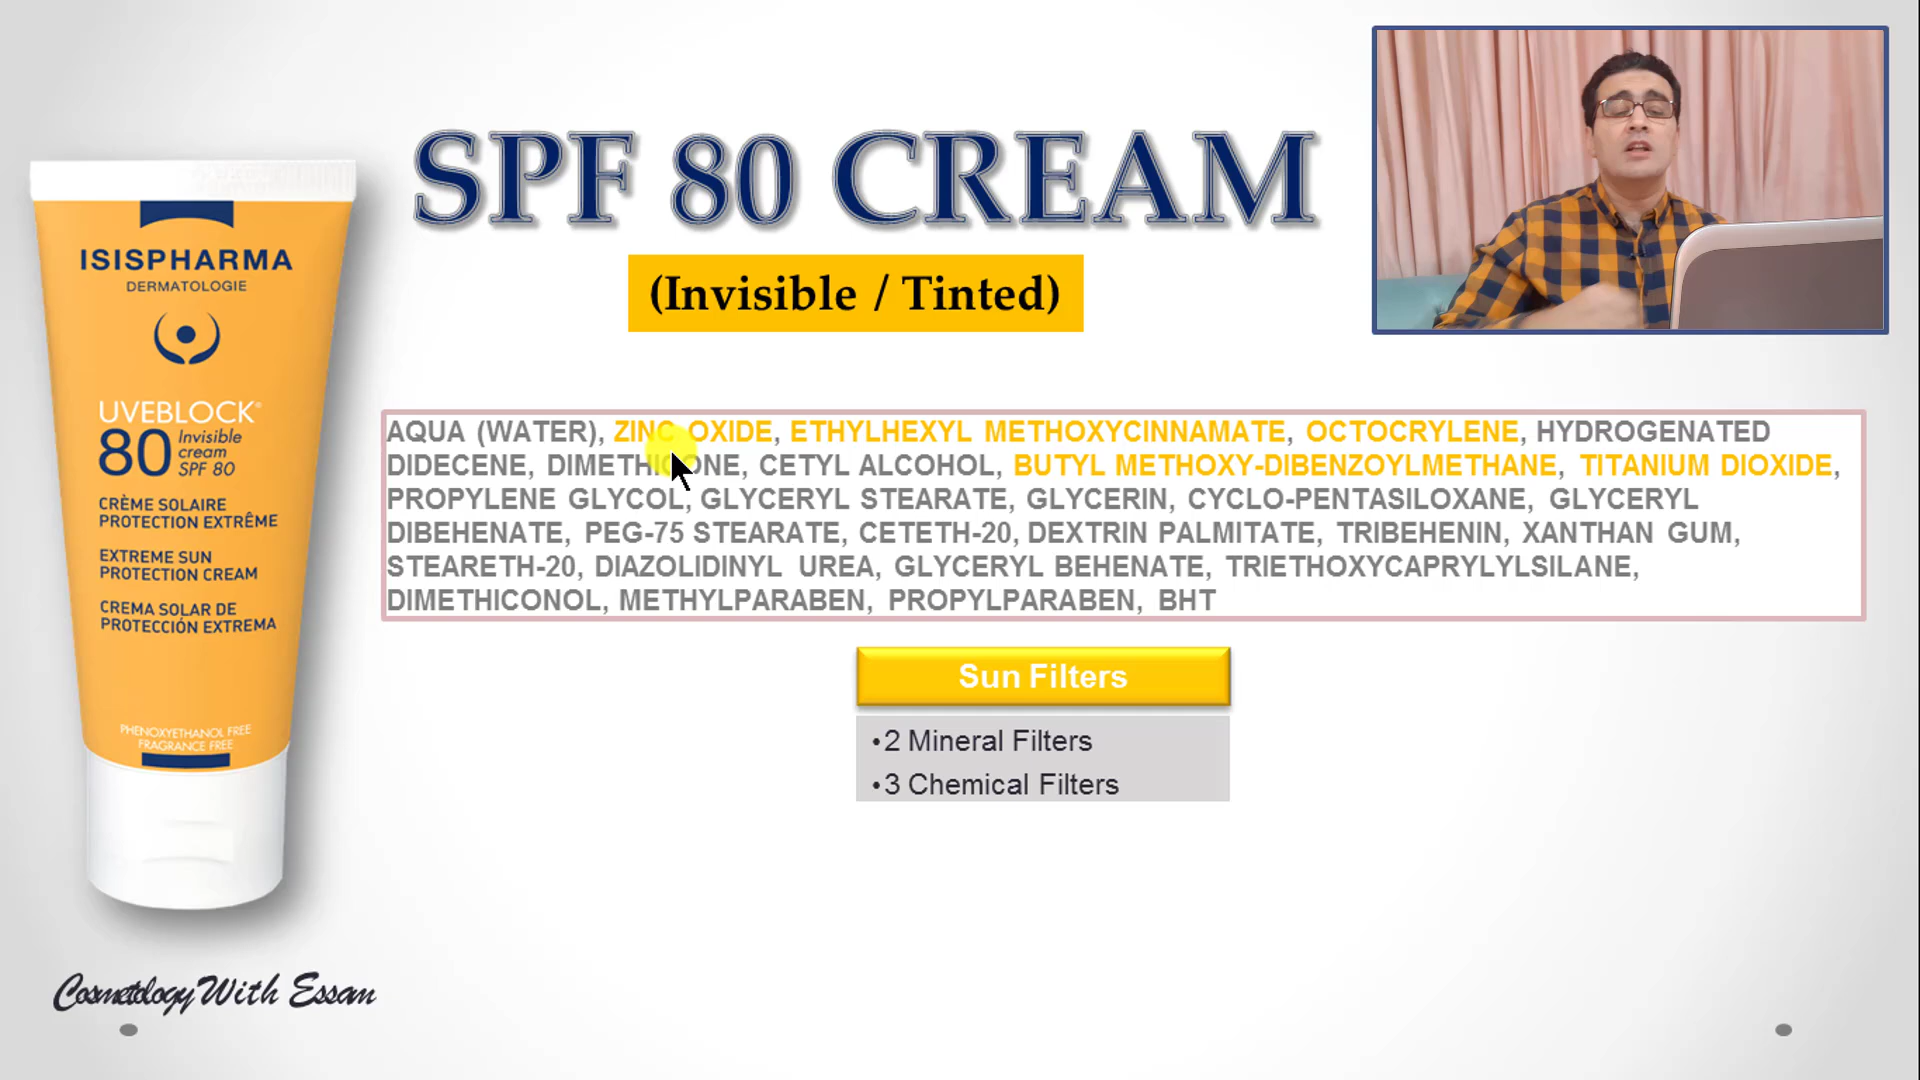 SPF 80 CREAM
(Invisible / Tinted)
ISISPHARMA
DERMATOLOGIE
UVEBLOCK®
80 Invisible
cream
SPF 80
CRÈME SOLAIRE
PROTECTION EXTRÊME
EXTREME SUN
PROTECTION CREAM
CREMA SOLAR DE
PROTECCIÓN EXTREMA
PHENOXYETHANOL FREE
FRAGRANCE FREE
AQUA (WATER), ZINC OXIDE, ETHYLHEXYL METHOXYCINNAMATE, OCTOCRYLENE, HYDROGENATED
DIDECENE, DIMETHICONE, CETYL ALCOHOL, BUTYL METHOXY-DIBENZOYLMETHANE, TITANIUM DIOXIDE,
PROPYLENE GLYCOL, GLYCERYL STEARATE, GLYCERIN, CYCLO-PENTASILOXANE, GLYCERYL
DIBEHENATE, PEG-75 STEARATE, CETETH-20, DEXTRIN PALMITATE, TRIBEHENIN, XANTHAN GUM,
STEARETH-20, DIAZOLIDINYL UREA, GLYCERYL BEHENATE, TRIETHOXYCAPRYLYLSILANE,
DIMETHICONOL, METHYLPARABEN, PROPYLPARABEN, BHT
Sun Filters
•2 Mineral Filters
•3 Chemical Filters
Cosmetology With Essam